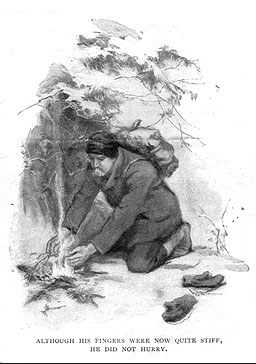 ALTHOUGH HIS FINGERS WERE NOW QUITE STIFF,
HE DID NOT HURRY.